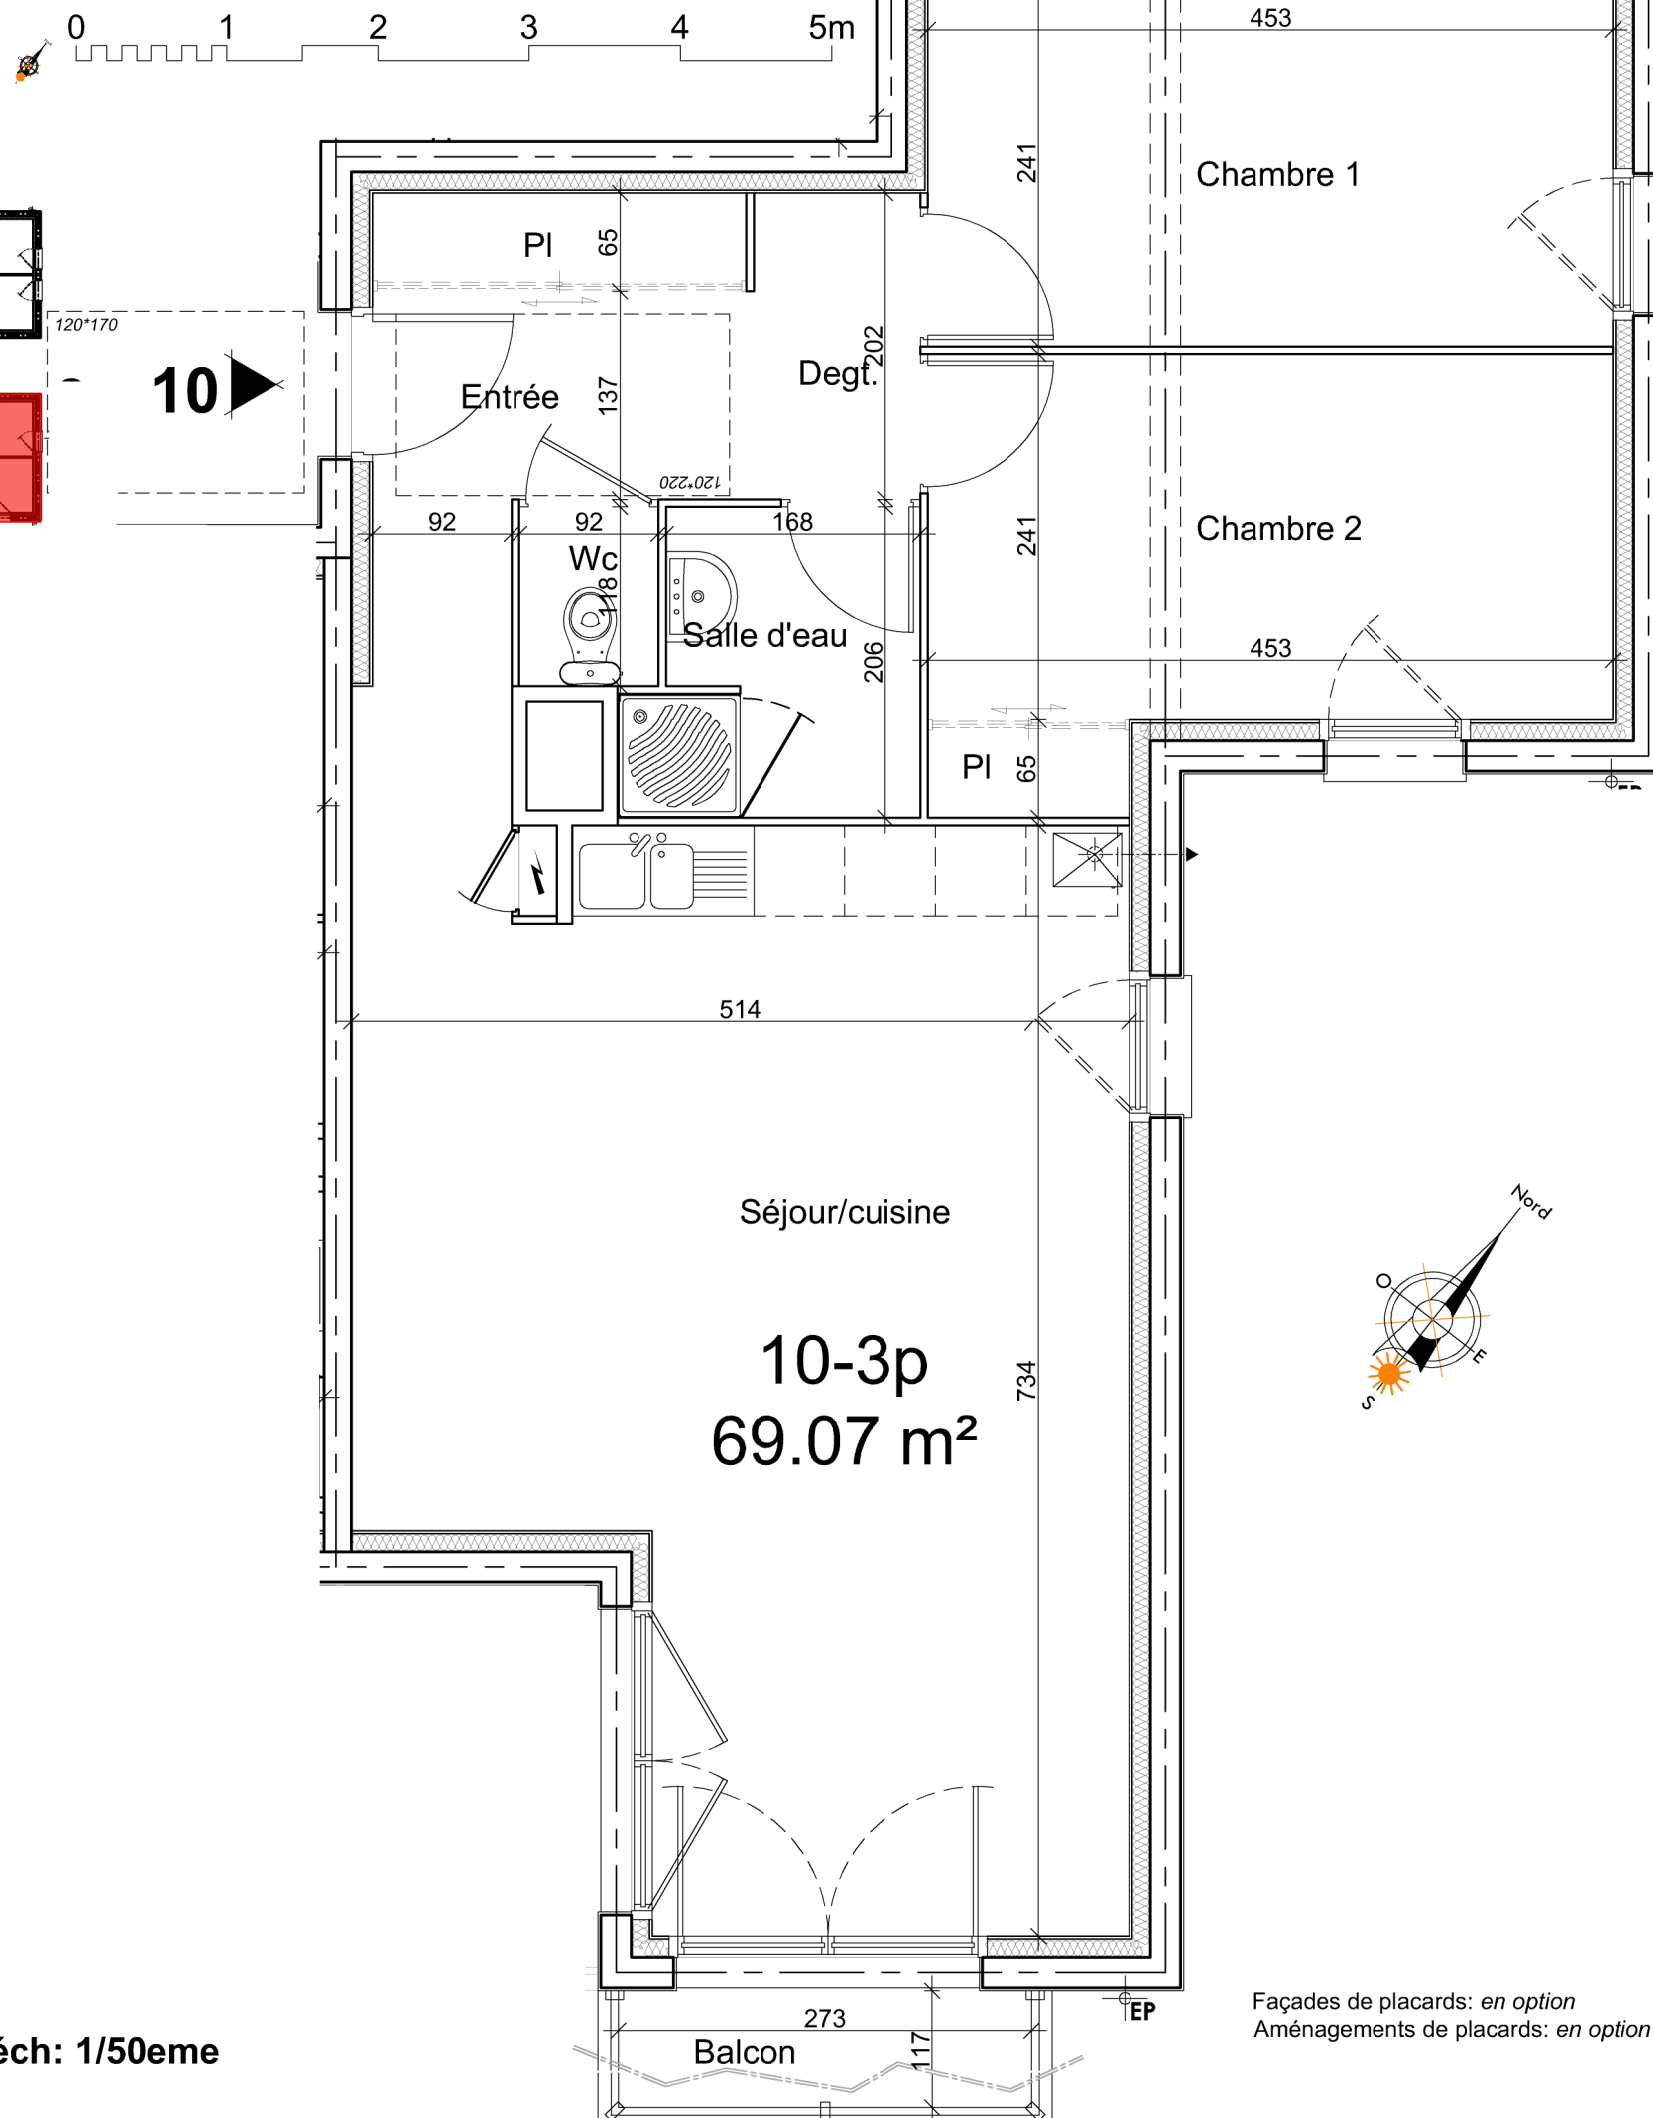 0 1 2 3 4 5m
453
241
Chambre 1
Pl
65
120*170
10
Entrée
137
Degt.
202
120*220
92
92
168
Wc
178
Salle d'eau
206
241
Chambre 2
453
Pl
65
EP
514
Séjour/cuisine
10-3p
69.07 m²
734
Nord
O
E
S
273
Balcon
117
EP
Façades de placards: en option
Aménagements de placards: en option
éch: 1/50eme